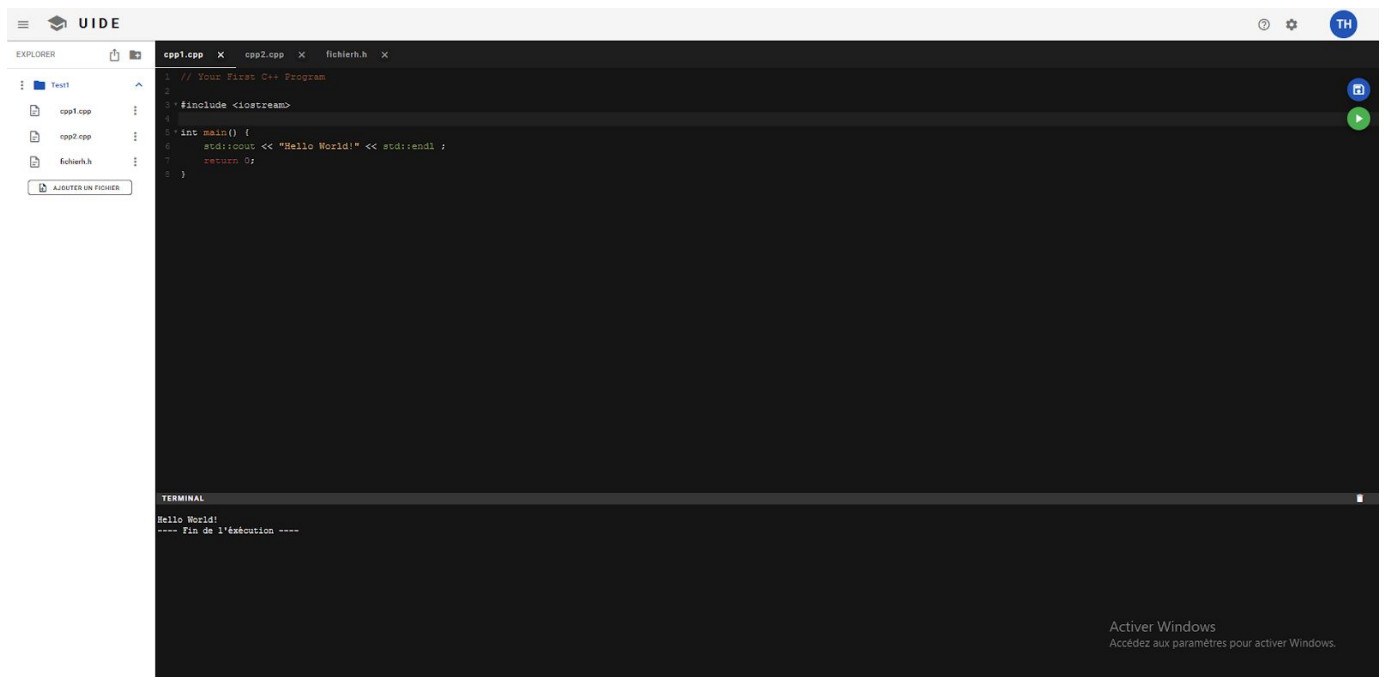 UIDE
TH
EXPLORER
cpp1.cpp
cpp2.cpp
fichierh.h
Test1
cpp1.cpp
cpp2.cpp
fichierh.h
AJOUTER UN FICHIER
1 // Your First C++ Program
2
3 #include <iostream>
4
5 int main() {
6 std::cout << "Hello World!" << std::endl ;
7 return 0;
8 }
TERMINAL
Hello World!
---- Fin de l'éxècution ----
Activer Windows
Accédez aux paramètres pour activer Windows.